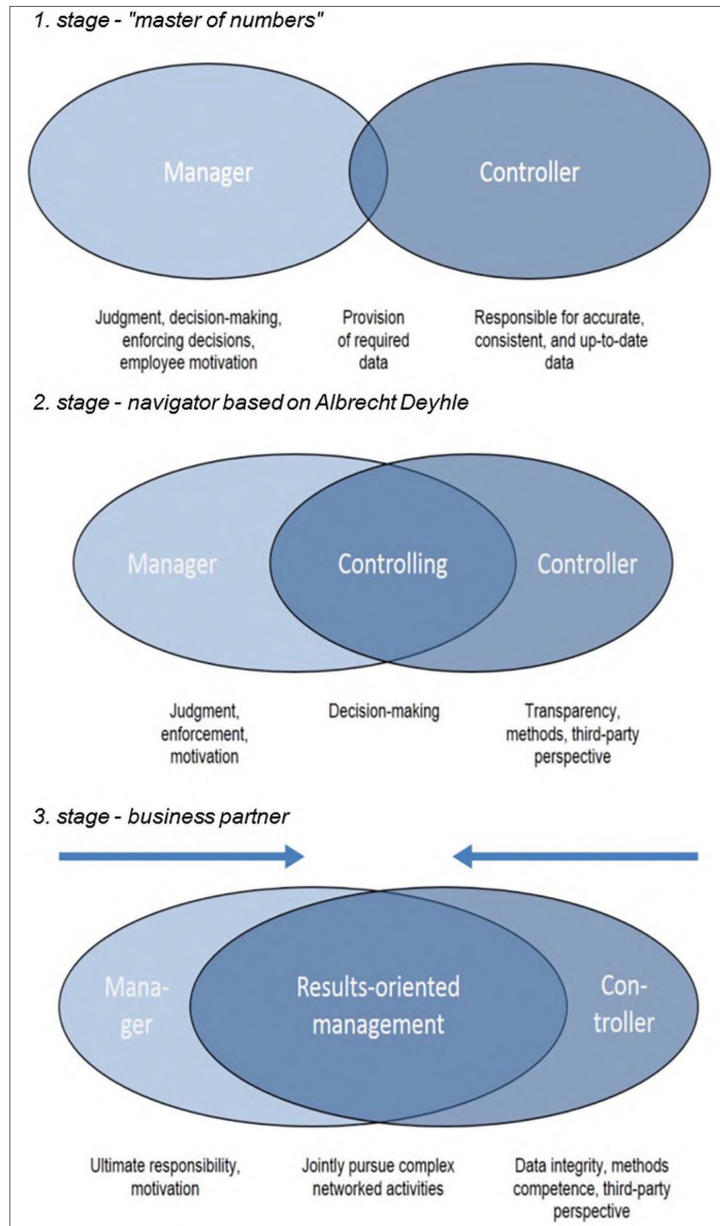 1. stage - "master of numbers"
Manager
Controller
Judgment, decision-making,
enforcing decisions,
employee motivation
Provision
of required
data
Responsible for accurate,
consistent, and up-to-date
data
2. stage - navigator based on Albrecht Deyhle
Manager
Controlling
Controller
Judgment,
enforcement,
motivation
Decision-making
Transparency,
methods, third-party
perspective
3. stage - business partner
Mana-
ger
Results-oriented
management
Con-
troller
Ultimate responsibility,
motivation
Jointly pursue complex
networked activities
Data integrity, methods
competence, third-party
perspective